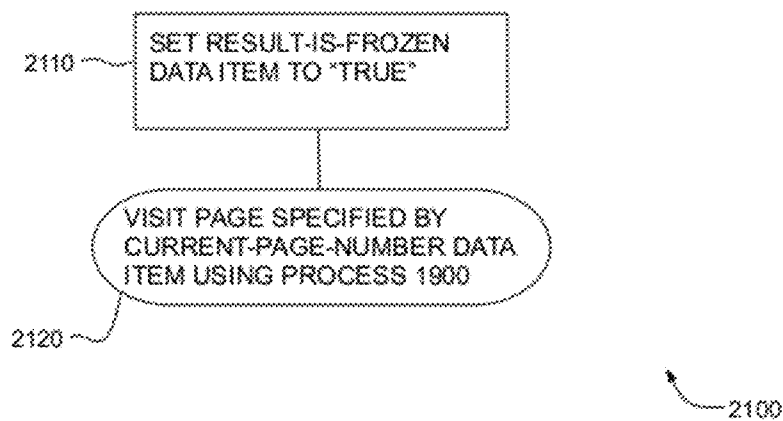 SET RESULT-IS-FROZEN
2110
DATA ITEM TO "TRUE"
VISIT PAGE SPECIFIED BY
CURRENT-PAGE-NUMBER DATA
ITEM USING PROCESS 1900
2120
2100